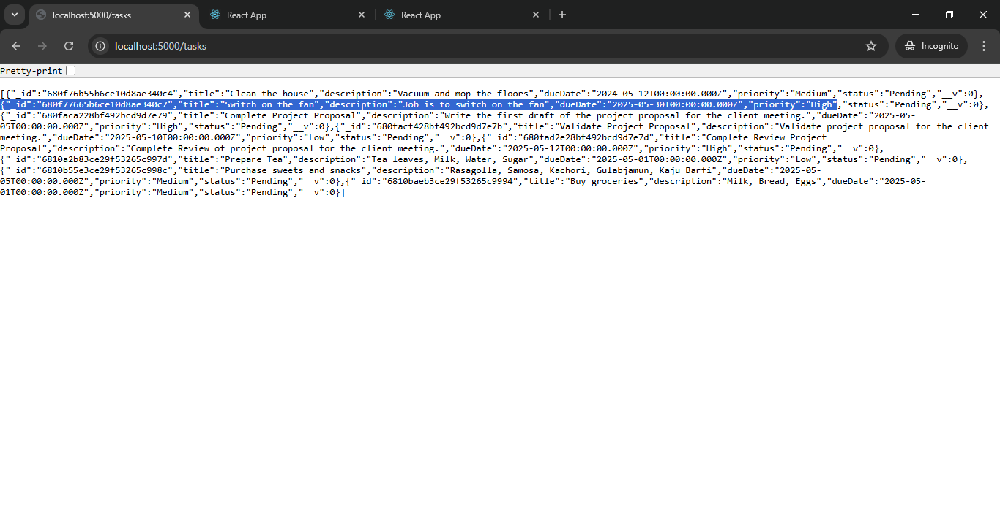 localhost:5000/tasks
React App
React App
localhost:5000/tasks
Incognito
Pretty-print
[{"_id":"680f76b55b6ce10d8ae340c4","title":"Clean the house","description":"Vacuum and mop the floors","dueDate":"2024-05-12T00:00:00.000Z","priority":"Medium","status":"Pending","__v":0},
{"_id":"680f77665b6ce10d8ae340c7","title":"Switch on the fan","description":"Job is to switch on the fan","dueDate":"2025-05-30T00:00:00.000Z","priority":"High","status":"Pending","__v":0},
{"_id":"680faca228bf492bcd9d7e79","title":"Complete Project Proposal","description":"Write the first draft of the project proposal for the client meeting.","dueDate":"2025-05-
05T00:00:00.000Z","priority":"High","status":"Pending","__v":0},{"_id":"680facf428bf492bcd9d7e7b","title":"Validate Project Proposal","description":"Validate project proposal for the client
meeting.","dueDate":"2025-05-10T00:00:00.000Z","priority":"Low","status":"Pending","__v":0},{"_id":"680fad2e28bf492bcd9d7e7d","title":"Complete Review Project
Proposal","description":"Complete Review of project proposal for the client meeting.","dueDate":"2025-05-12T00:00:00.000Z","priority":"High","status":"Pending","__v":0},
{"_id":"6810a2b83ce29f53265c997d","title":"Prepare Tea","description":"Tea leaves, Milk, Water, Sugar","dueDate":"2025-05-01T00:00:00.000Z","priority":"Low","status":"Pending","__v":0},
{"_id":"6810b55e3ce29f53265c998c","title":"Purchase sweets and snacks","description":"Rasagolla, Samosa, Kachori, Gulabjamun, Kaju Barfi","dueDate":"2025-05-
05T00:00:00.000Z","priority":"Medium","status":"Pending","__v":0},{"_id":"6810baeb3ce29f53265c9994","title":"Buy groceries","description":"Milk, Bread, Eggs","dueDate":"2025-05-
01T00:00:00.000Z","priority":"Medium","status":"Pending","__v":0}]